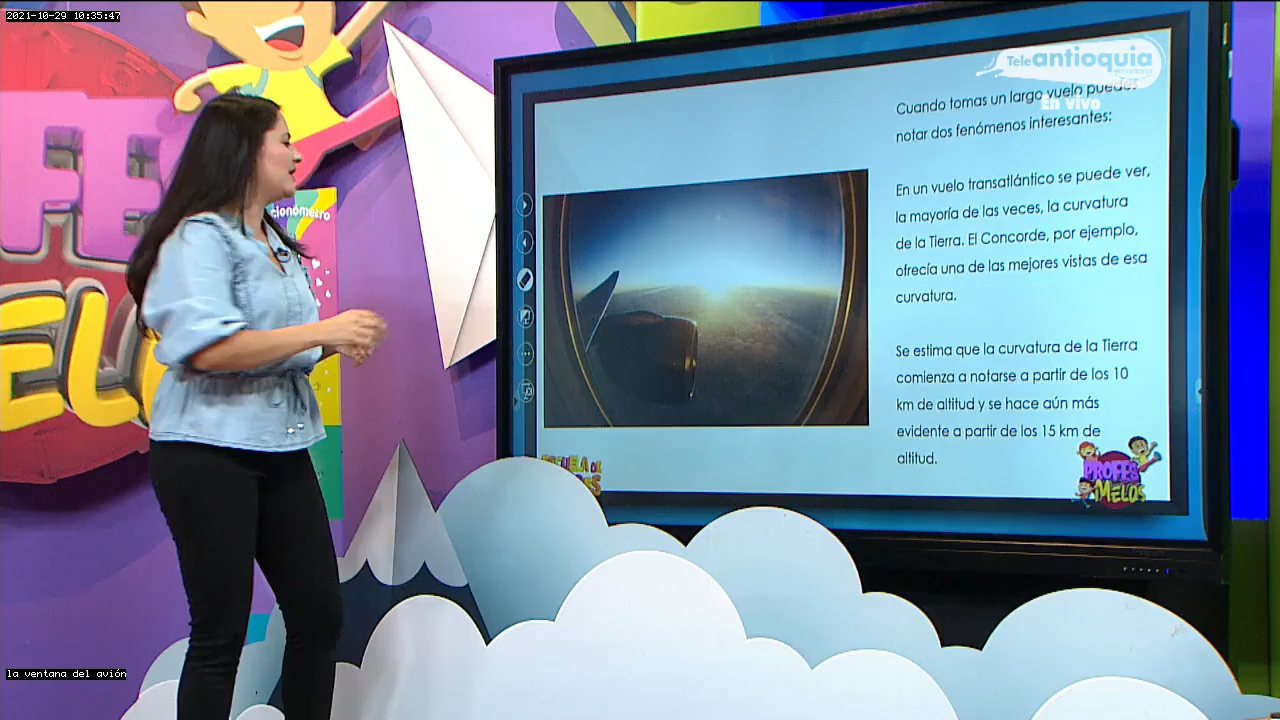 2021-10-29 10:35:47
Teleantioquia
En vivo
Cuando tomas un largo vuelo puedes
notar dos fenómenos interesantes:
En un vuelo transatlántico se puede ver,
la mayoría de las veces, la curvatura
de la Tierra. El Concorde, por ejemplo,
ofrecía una de las mejores vistas de esa
curvatura.
Se estima que la curvatura de la Tierra
comienza a notarse a partir de los 10
km de altitud y se hace aún más
evidente a partir de los 15 km de
altitud.
PROFES
MELOS
la ventana del avión